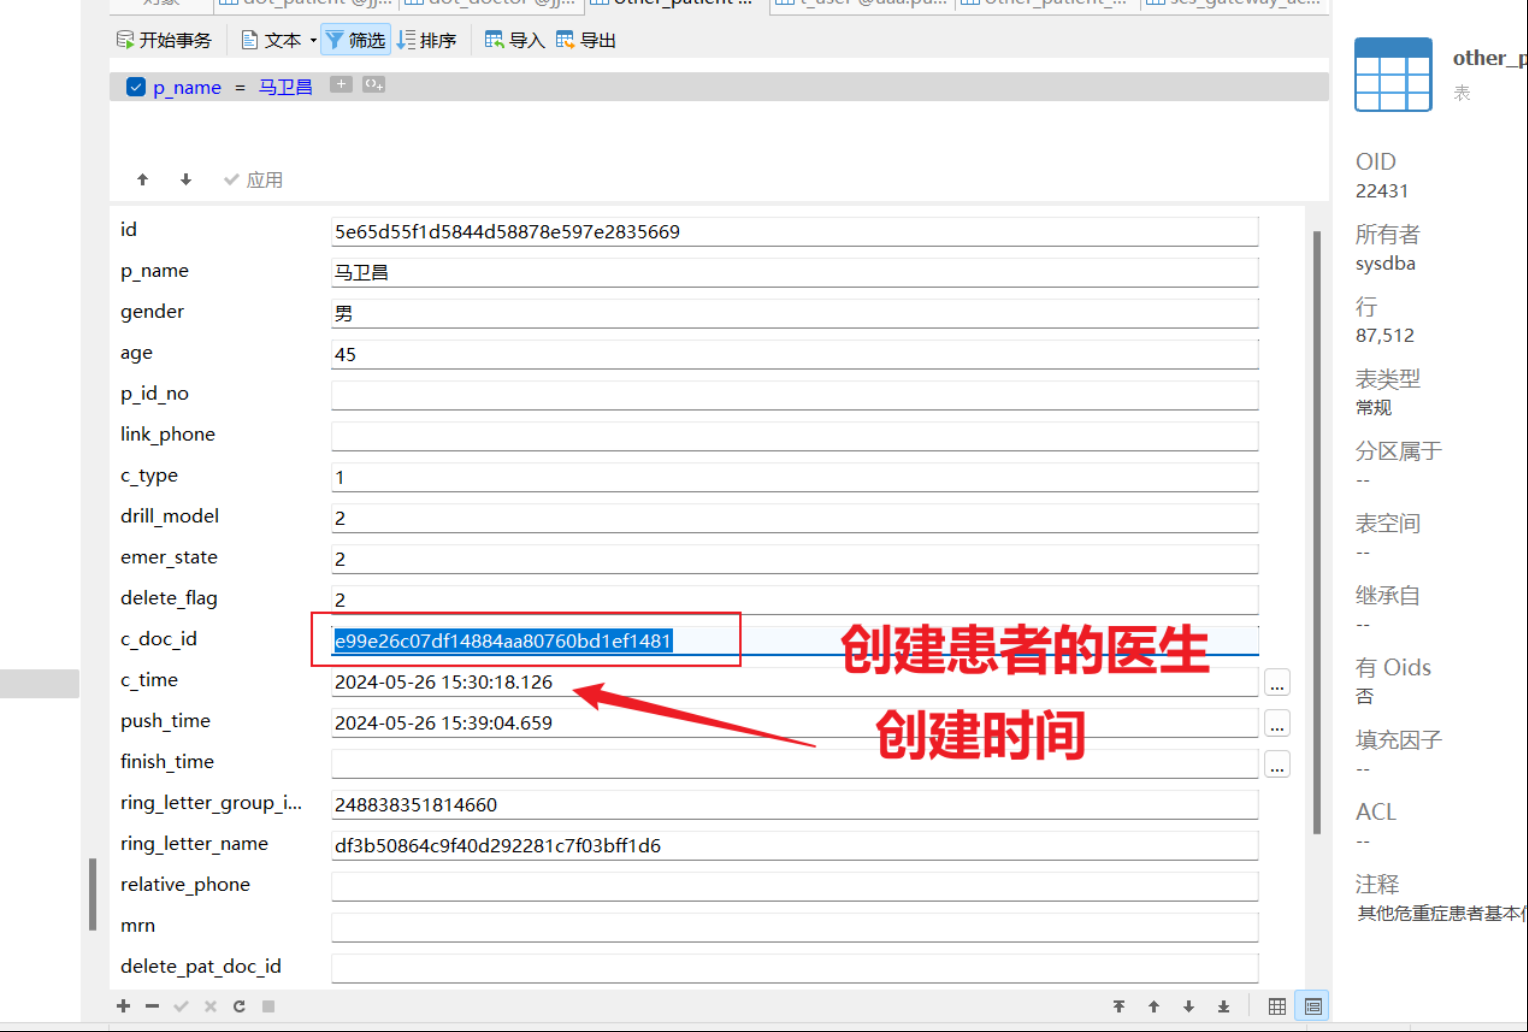 开始事务 文本 筛选 排序 导入 导出
p_name = 马卫昌
应用
id 5e65d55f1d5844d58878e597e2835669
p_name 马卫昌
gender 男
age 45
p_id_no
link_phone
c_type 1
drill_model 2
emer_state 2
delete_flag 2
c_doc_id e99e26c07df14884aa80760bd1ef1481
创建患者的医生
c_time 2024-05-26 15:30:18.126 ...
创建时间
push_time 2024-05-26 15:39:04.659 ...
finish_time ...
ring_letter_group_i... 248838351814660
ring_letter_name df3b50864c9f40d292281c7f03bff1d6
relative_phone
mrn
delete_pat_doc_id
other_p
表
OID
22431
所有者
sysdba
行
87,512
表类型
常规
分区属于
--
表空间
--
继承自
--
有 Oids
否
填充因子
--
ACL
--
注释
其他危重症患者基本